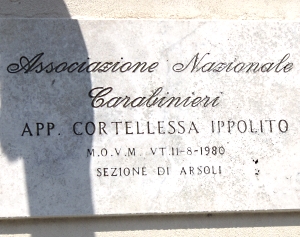 Associazione Nazionale
Carabinieri
APP. CORTELLESSA IPPOLITO
M.O.V.M. VT.11-8-1980
SEZIONE DI ARSOLI